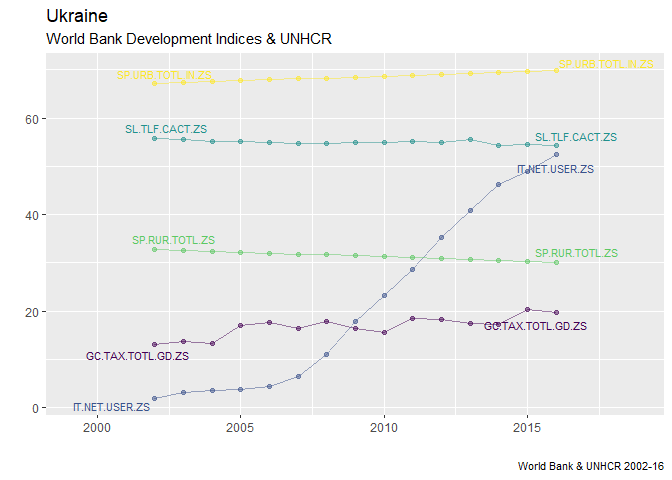 Ukraine
World Bank Development Indices & UNHCR
SP.URB.TOTL.IN.ZS
SP.URB.TOTL.IN.ZS
60
SL.TLF.CACT.ZS
SL.TLF.CACT.ZS
IT.NET.USER.ZS
40
SP.RUR.TOTL.ZS
SP.RUR.TOTL.ZS
20
GC.TAX.TOTL.GD.ZS
GC.TAX.TOTL.GD.ZS
IT.NET.USER.ZS
0
2000 2005 2010 2015
World Bank & UNHCR 2002-16